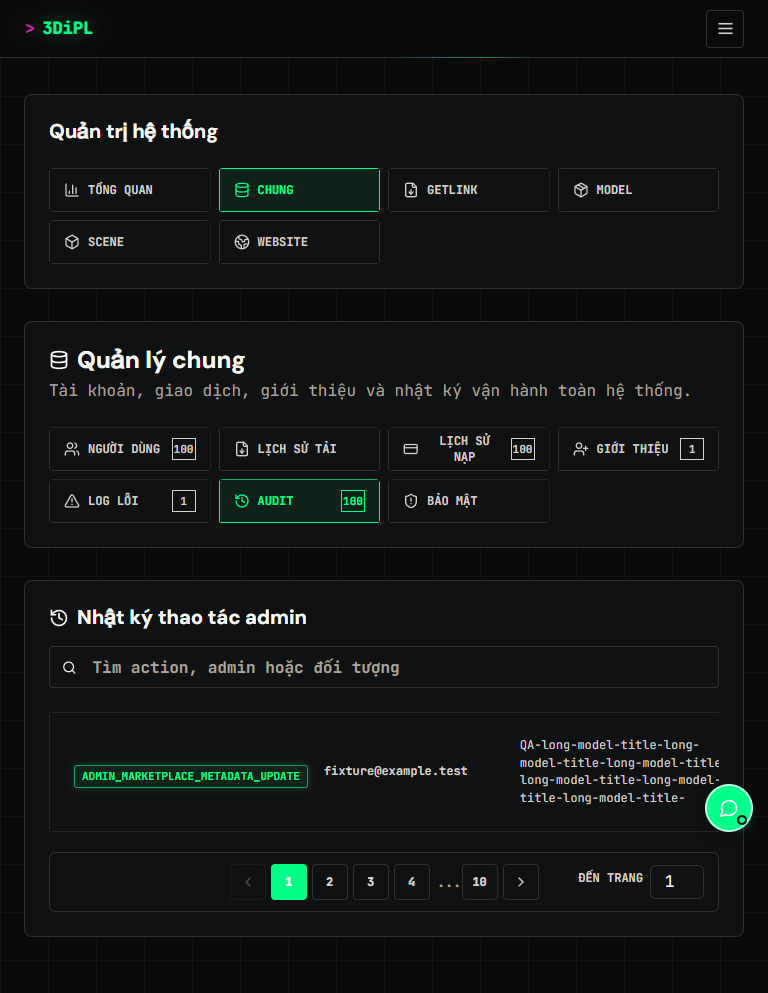 > 3DiPL
Quản trị hệ thống
TỔNG QUAN
CHUNG
GETLINK
MODEL
SCENE
WEBSITE
Quản lý chung
Tài khoản, giao dịch, giới thiệu và nhật ký vận hành toàn hệ thống.
NGƯỜI DÙNG 100
LỊCH SỬ TẢI
LỊCH SỬ
NẠP 100
GIỚI THIỆU 1
LOG LỖI 1
AUDIT 100
BẢO MẬT
Nhật ký thao tác admin
Tìm action, admin hoặc đối tượng
ADMIN_MARKETPLACE_METADATA_UPDATE
fixture@example.test
QA-long-model-title-long-
model-title-long-model-title
long-model-title-long-model-
title-long-model-title-
1 2 3 4 ... 10
ĐẾN TRANG 1